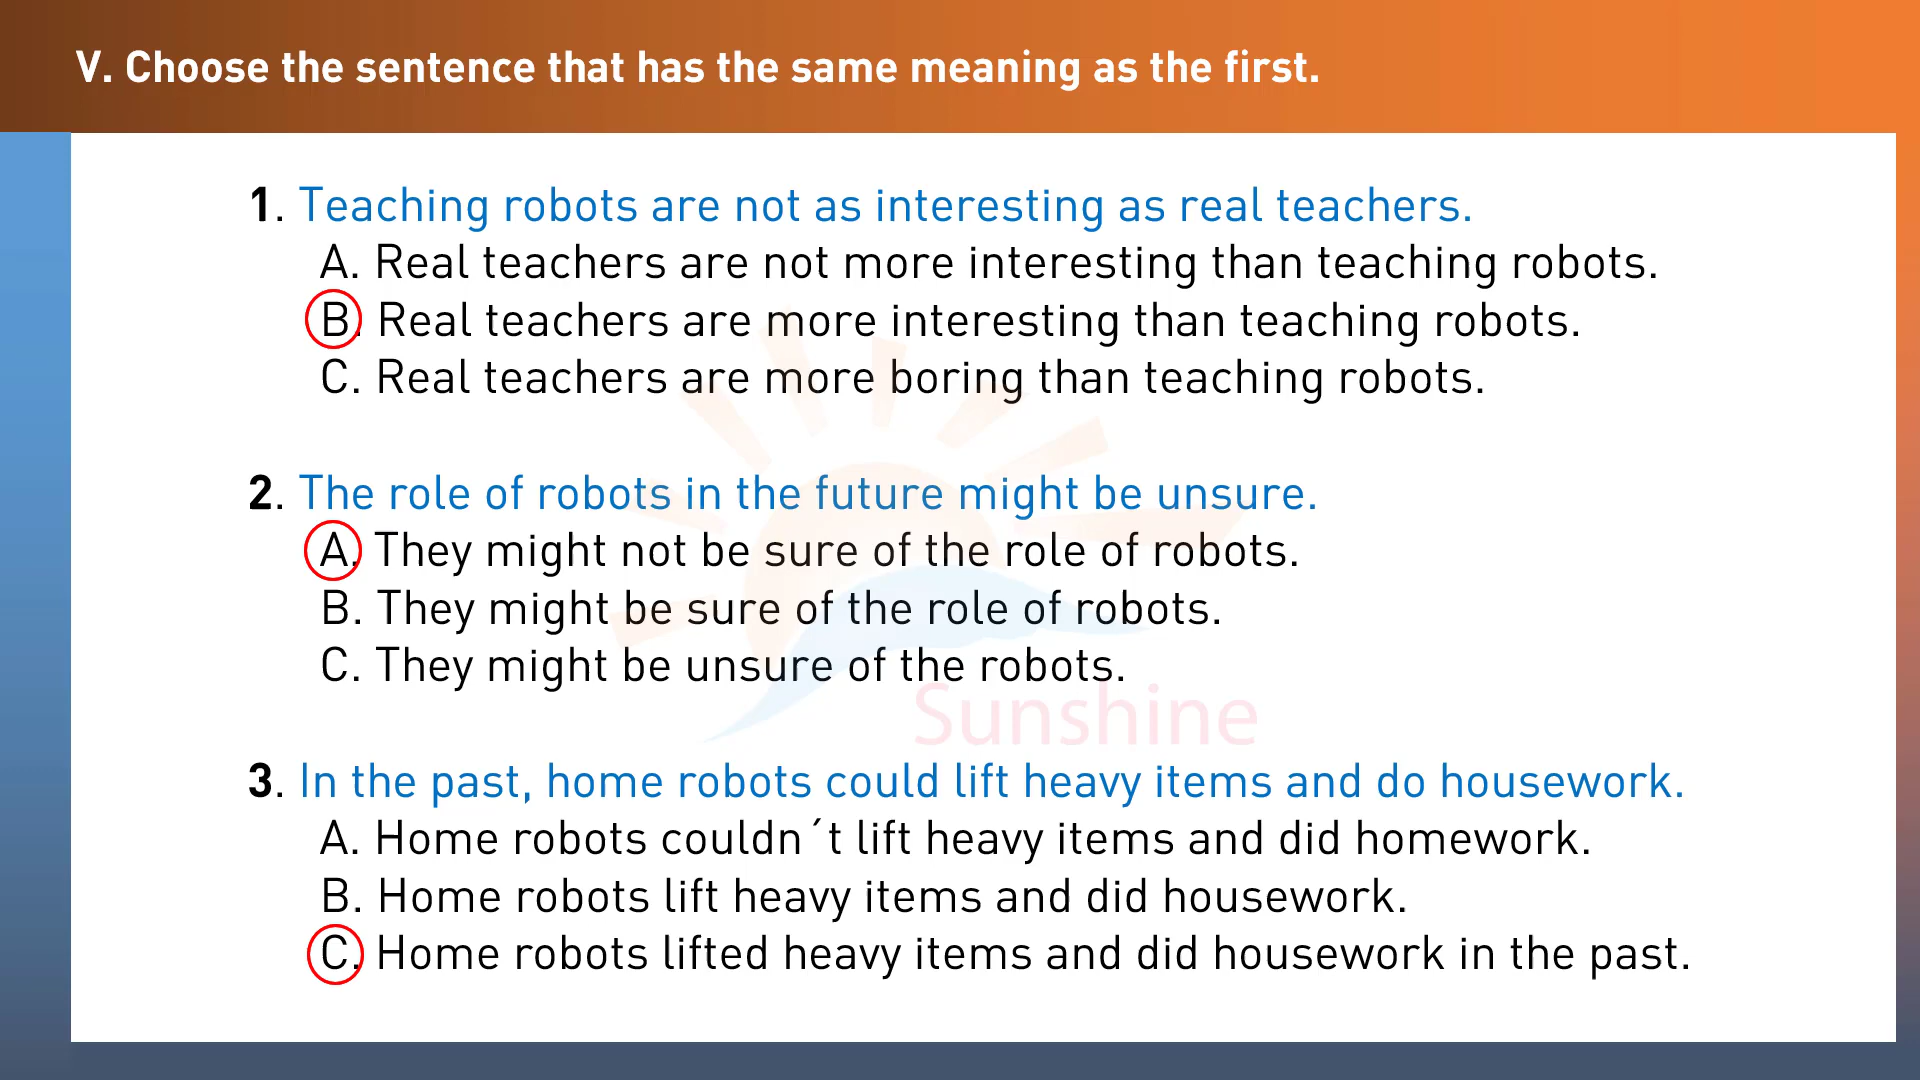 V. Choose the sentence that has the same meaning as the first.
1. Teaching robots are not as interesting as real teachers.
A. Real teachers are not more interesting than teaching robots.
B. Real teachers are more interesting than teaching robots.
C. Real teachers are more boring than teaching robots.
2. The role of robots in the future might be unsure.
A. They might not be sure of the role of robots.
B. They might be sure of the role of robots.
C. They might be unsure of the robots.
Sunshine
3. In the past, home robots could lift heavy items and do housework.
A. Home robots couldn´t lift heavy items and did homework.
B. Home robots lift heavy items and did housework.
C. Home robots lifted heavy items and did housework in the past.